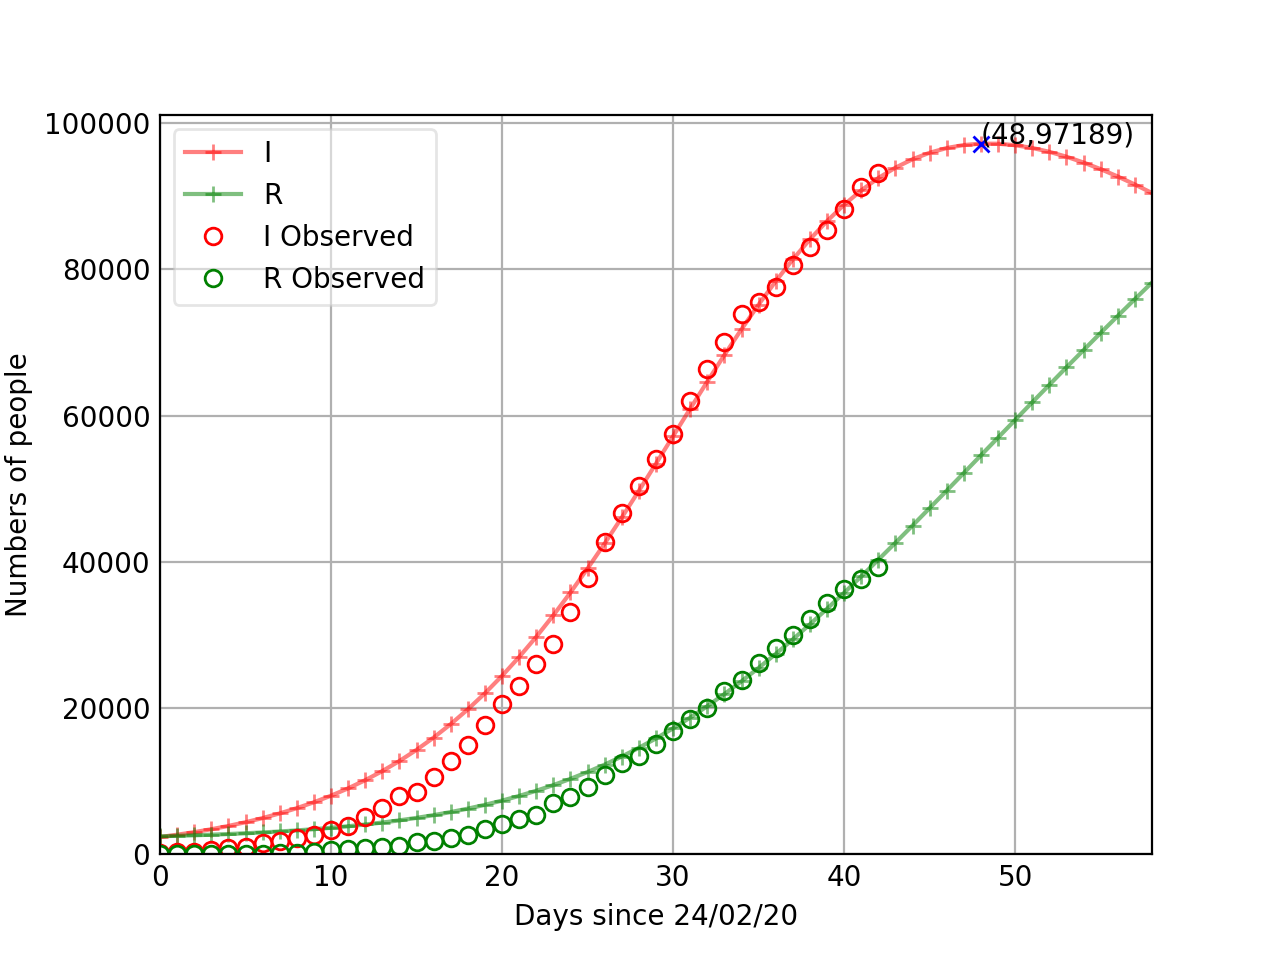 100000
80000
60000
40000
20000
0
0 10 20 30 40 50
Numbers of people
Days since 24/02/20
I
R
I Observed
R Observed
(48,97189)